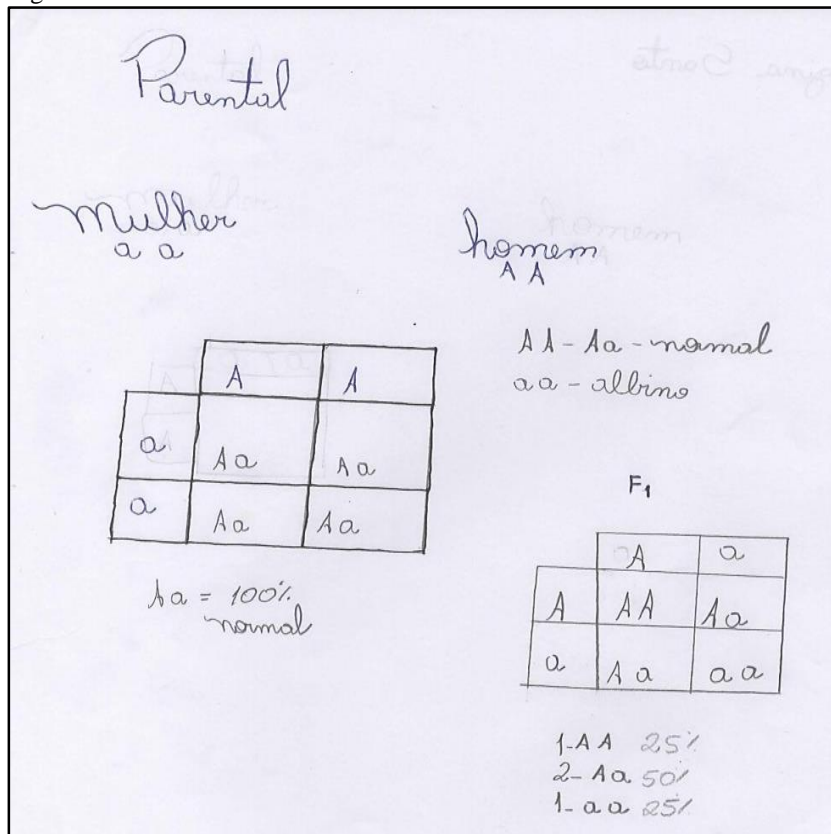 Parental
Mulher
a a
homem
A A
A A - Aa - normal
aa - albino
A A
a Aa Aa
a Aa Aa
Aa = 100%
normal
F1
A a
A AA Aa
a Aa aa
1-AA 25%
2-Aa 50%
1-aa 25%